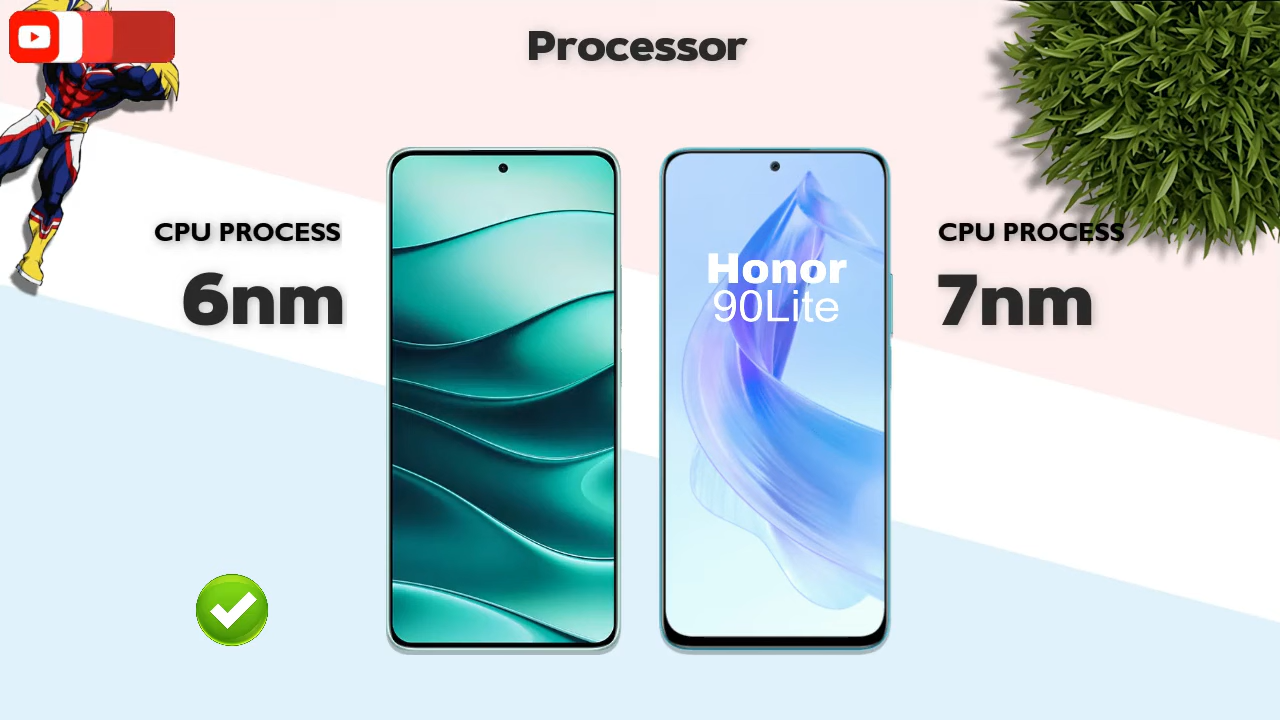 Processor
CPU PROCESS
6nm
Honor
90Lite
CPU PROCESS
7nm